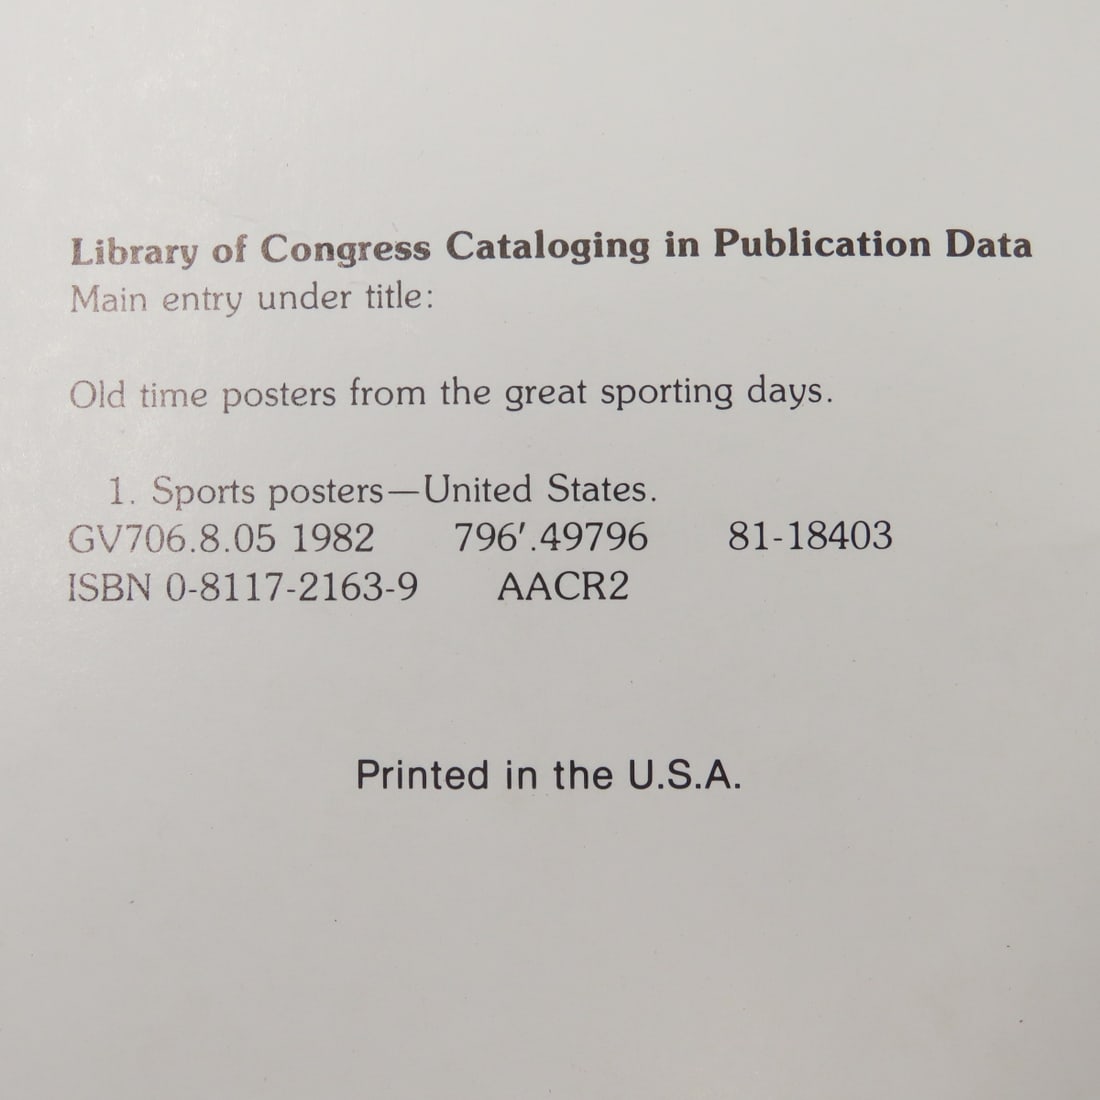 Library of Congress Cataloging in Publication Data
Main entry under title:
Old time posters from the great sporting days.
1. Sports posters—United States.
GV706.8.05 1982 796′.49796 81-18403
ISBN 0-8117-2163-9 AACR2
Printed in the U.S.A.